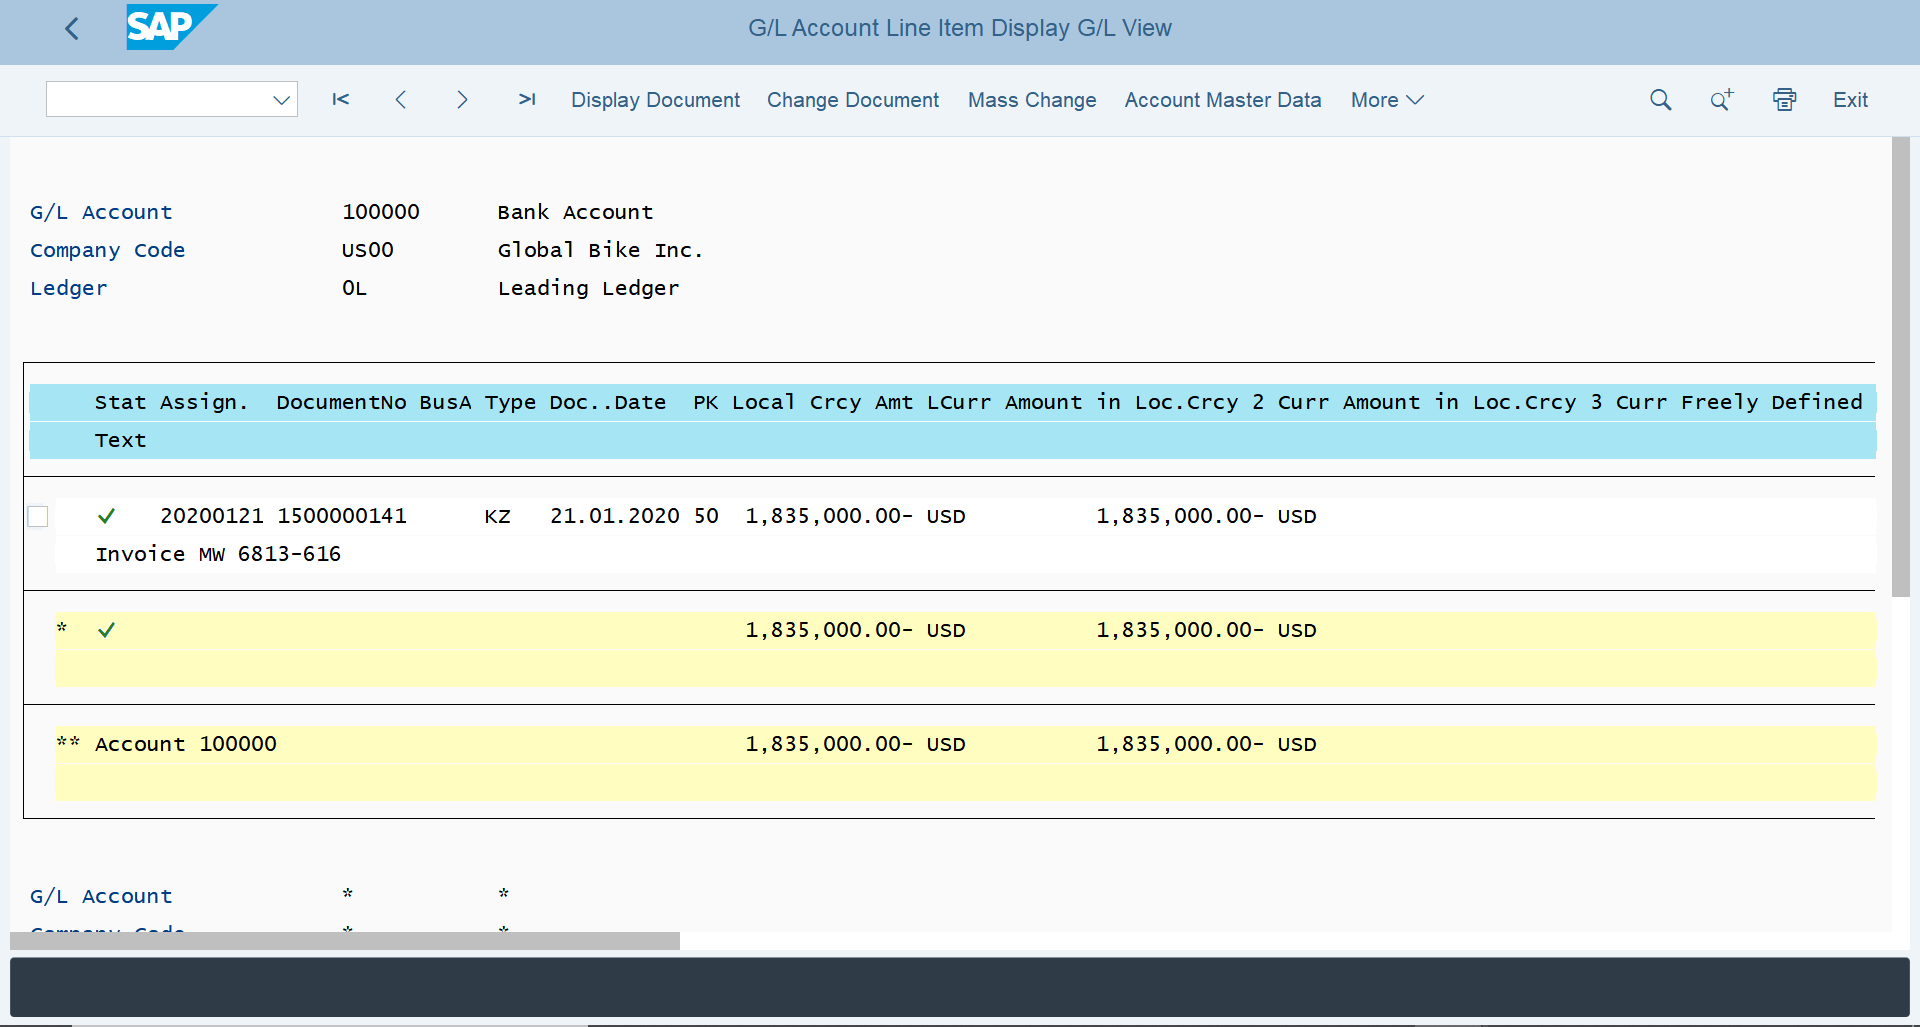 SAP
G/L Account Line Item Display G/L View
Display Document Change Document Mass Change Account Master Data More Exit
G/L Account 100000 Bank Account
Company Code US00 Global Bike Inc.
Ledger 0L Leading Ledger
Stat Assign. DocumentNo BusA Type Doc..Date PK Local Crcy Amt LCurr Amount in Loc.Crcy 2 Curr Amount in Loc.Crcy 3 Curr Freely Defined
Text
20200121 1500000141 KZ 21.01.2020 50 1,835,000.00- USD 1,835,000.00- USD
Invoice MW 6813-616
* 1,835,000.00- USD 1,835,000.00- USD
** Account 100000 1,835,000.00- USD 1,835,000.00- USD
G/L Account * *
Company Code * *